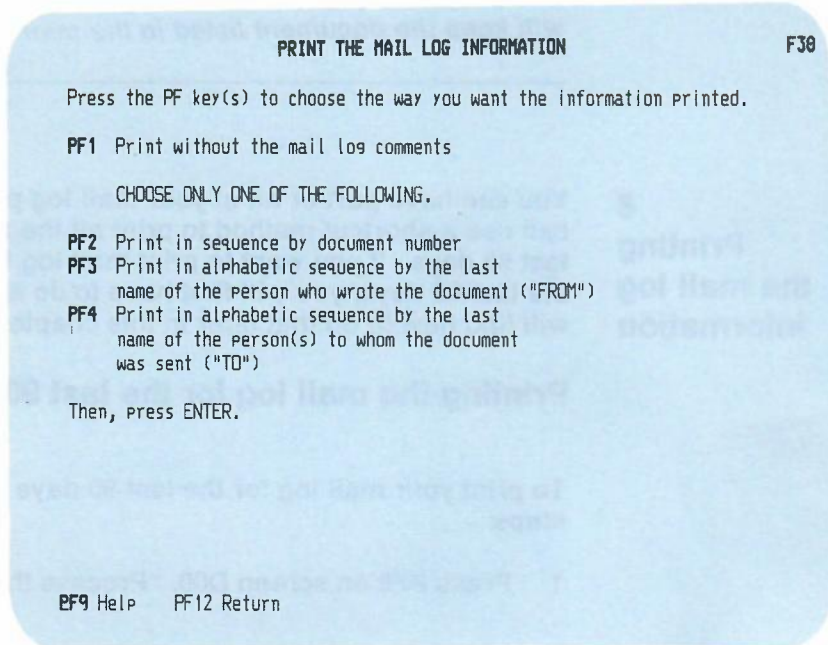 PRINT THE MAIL LOG INFORMATION F30
Press the PF key(s) to choose the way you want the information printed.
PF1 Print without the mail log comments
CHOOSE ONLY ONE OF THE FOLLOWING.
PF2 Print in sequence by document number
PF3 Print in alphabetic sequence by the last
name of the person who wrote the document ("FROM")
PF4 Print in alphabetic sequence by the last
name of the person(s) to whom the document
was sent ("TO")
Then, press ENTER.
PF9 Help PF12 Return